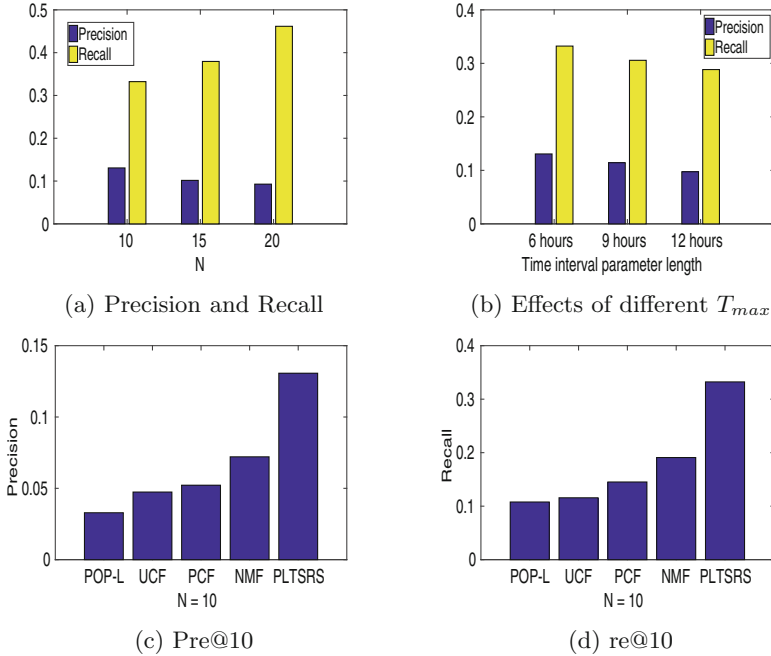 0.5
0.4
0.3
0.2
0.1
0
Precision
Recall
10 15 20
N
(a) Precision and Recall
0.4
0.3
0.2
0.1
0
Precision
Recall
6 hours 9 hours 12 hours
Time interval parameter length
(b) Effects of different T_max
0.15
0.1
0.05
0
Precision
POP-L UCF PCF NMF PLTSRS
N = 10
(c) Pre@10
0.4
0.3
0.2
0.1
0
Recall
POP-L UCF PCF NMF PLTSRS
N = 10
(d) re@10